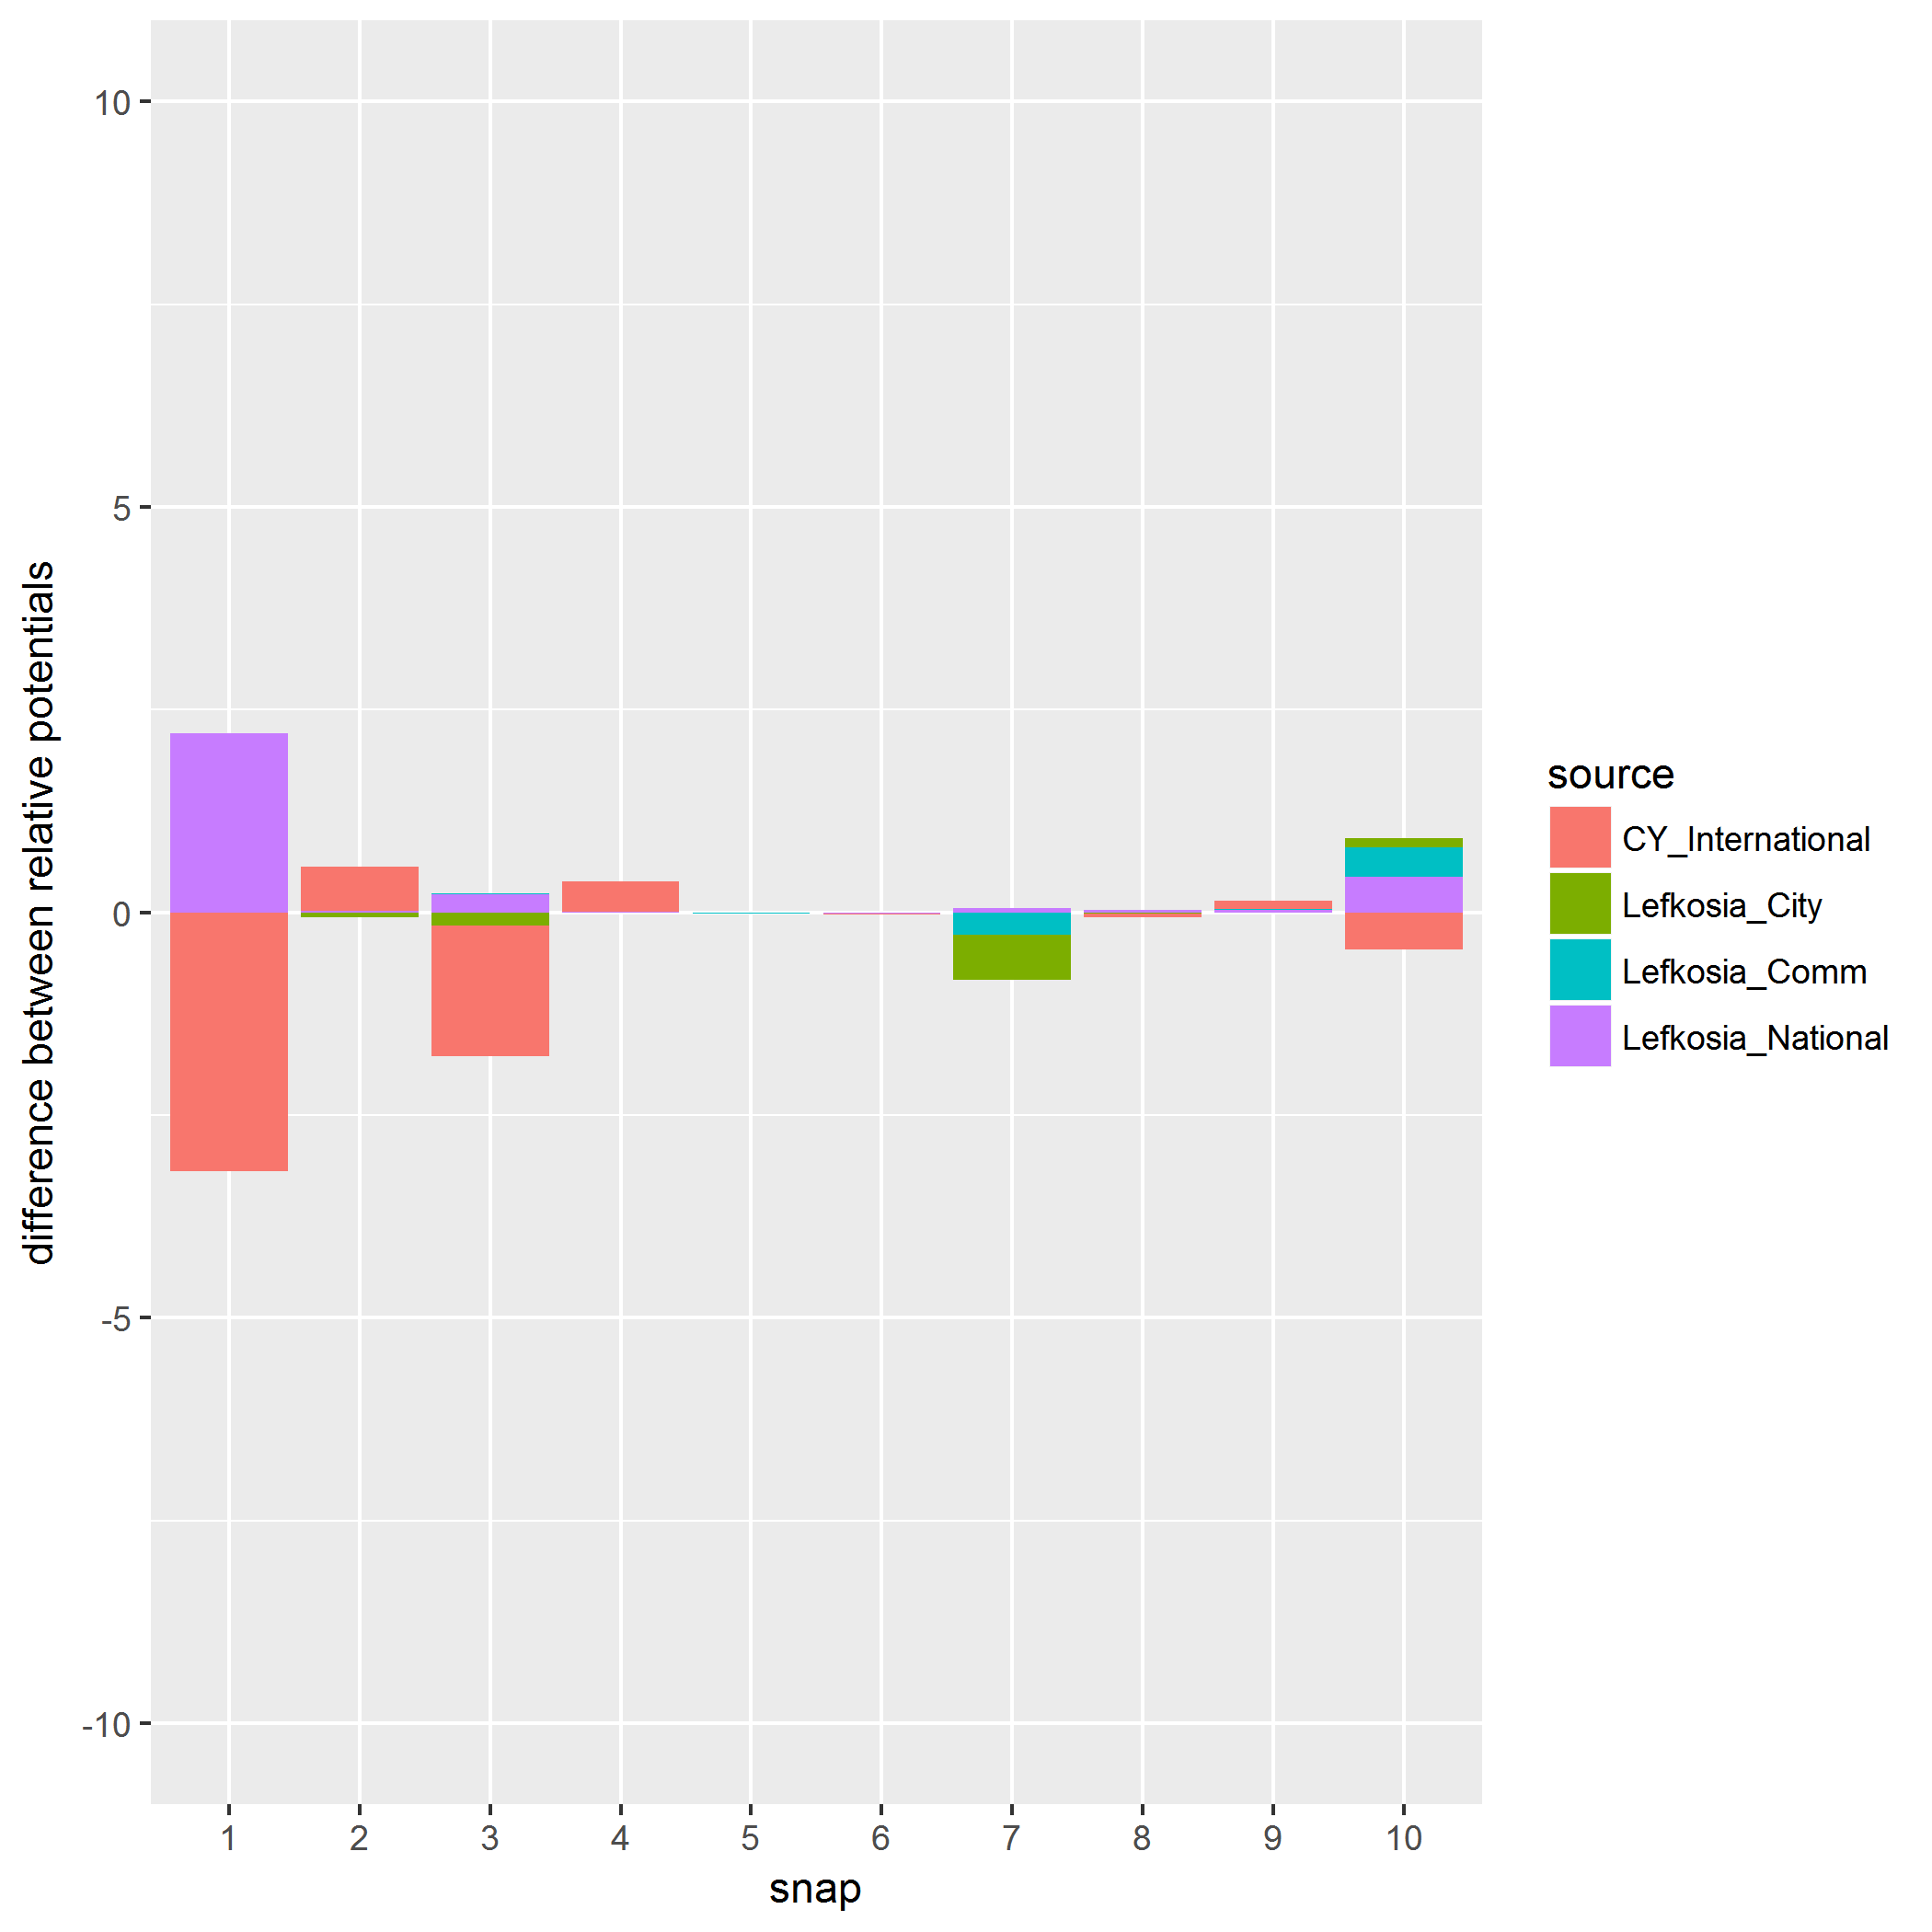 difference between relative potentials
10
5
0
-5
-10
1 2 3 4 5 6 7 8 9 10
snap
source
CY_International
Lefkosia_City
Lefkosia_Comm
Lefkosia_National